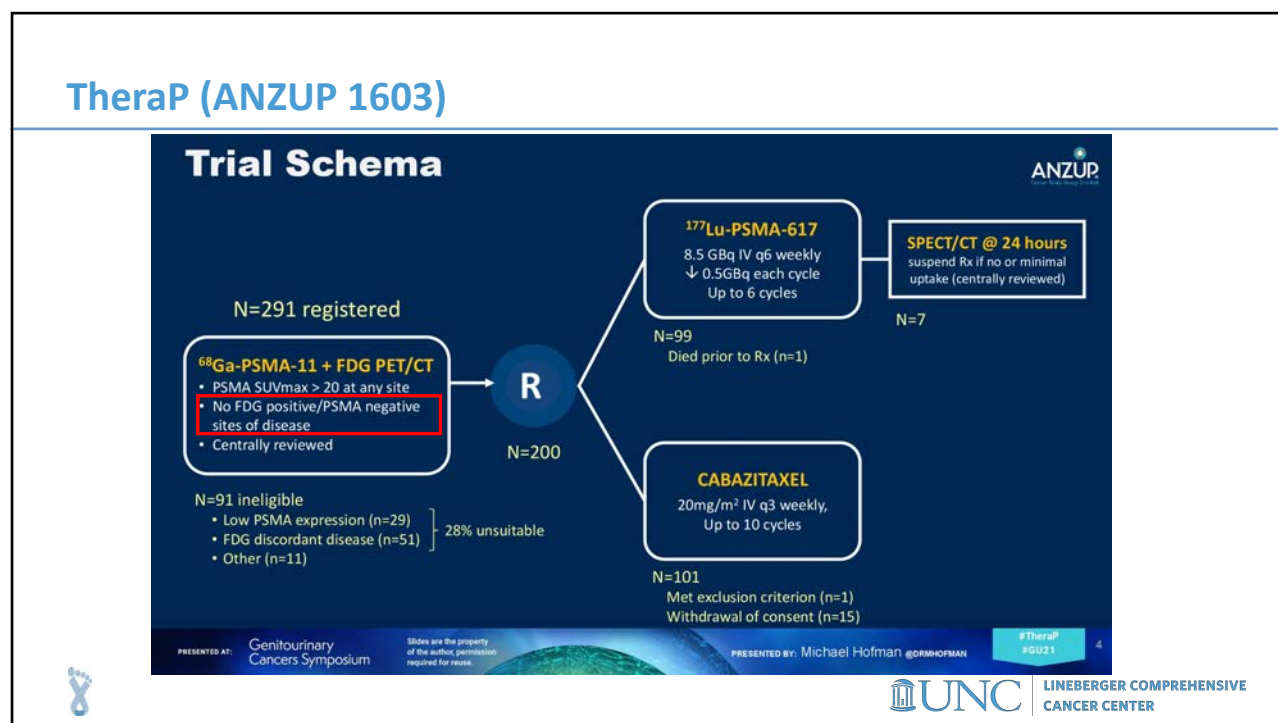 TheraP (ANZUP 1603)
Trial Schema
ANZUP
N=291 registered
⁶⁸Ga-PSMA-11 + FDG PET/CT
• PSMA SUVmax > 20 at any site
• No FDG positive/PSMA negative
sites of disease
• Centrally reviewed
N=91 ineligible
• Low PSMA expression (n=29)
• FDG discordant disease (n=51)
• Other (n=11)
28% unsuitable
R
N=200
¹⁷⁷Lu-PSMA-617
8.5 GBq IV q6 weekly
↓ 0.5GBq each cycle
Up to 6 cycles
N=99
Died prior to Rx (n=1)
SPECT/CT @ 24 hours
suspend Rx if no or minimal
uptake (centrally reviewed)
N=7
CABAZITAXEL
20mg/m² IV q3 weekly,
Up to 10 cycles
N=101
Met exclusion criterion (n=1)
Withdrawal of consent (n=15)
PRESENTED AT:
Genitourinary
Cancers Symposium
Slides are the property
of the author, permission
required for reuse.
PRESENTED BY: Michael Hofman @DRMHOFMAN
#TheraP
#GU21
4
UNC
LINEBERGER COMPREHENSIVE
CANCER CENTER